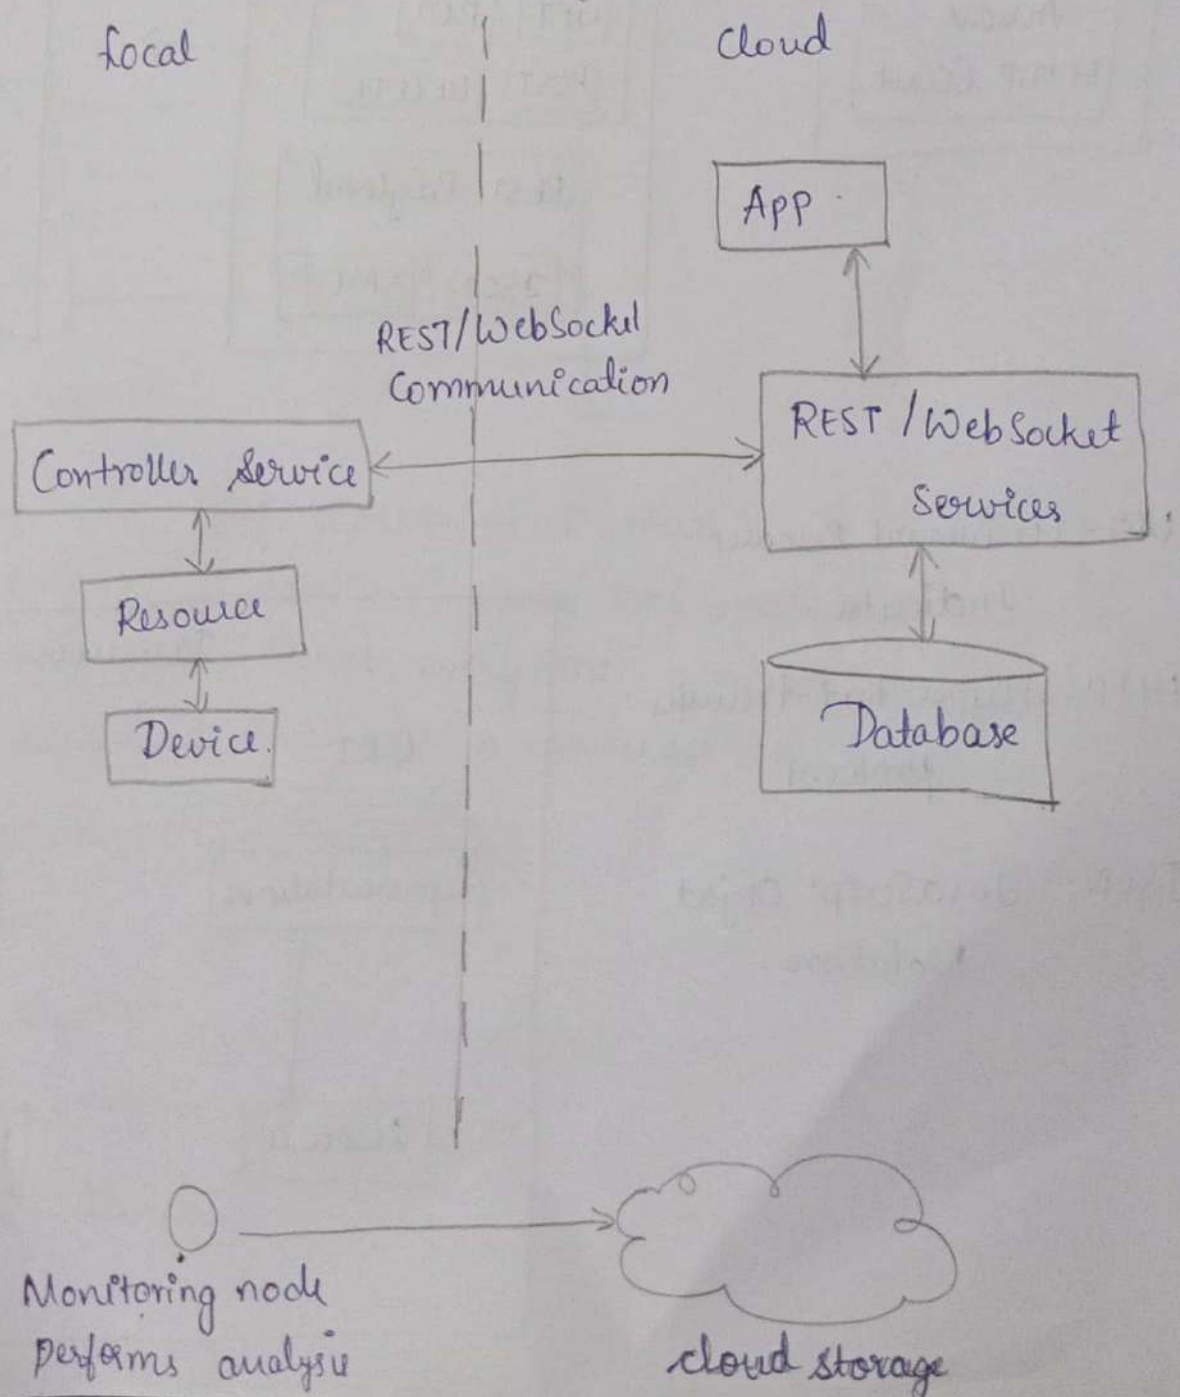 Local
Cloud
App
REST/WebSocket
Communication
REST/WebSocket
Services
Controller Service
Resource
Device.
Database
Monitoring node
performs analysis
cloud storage